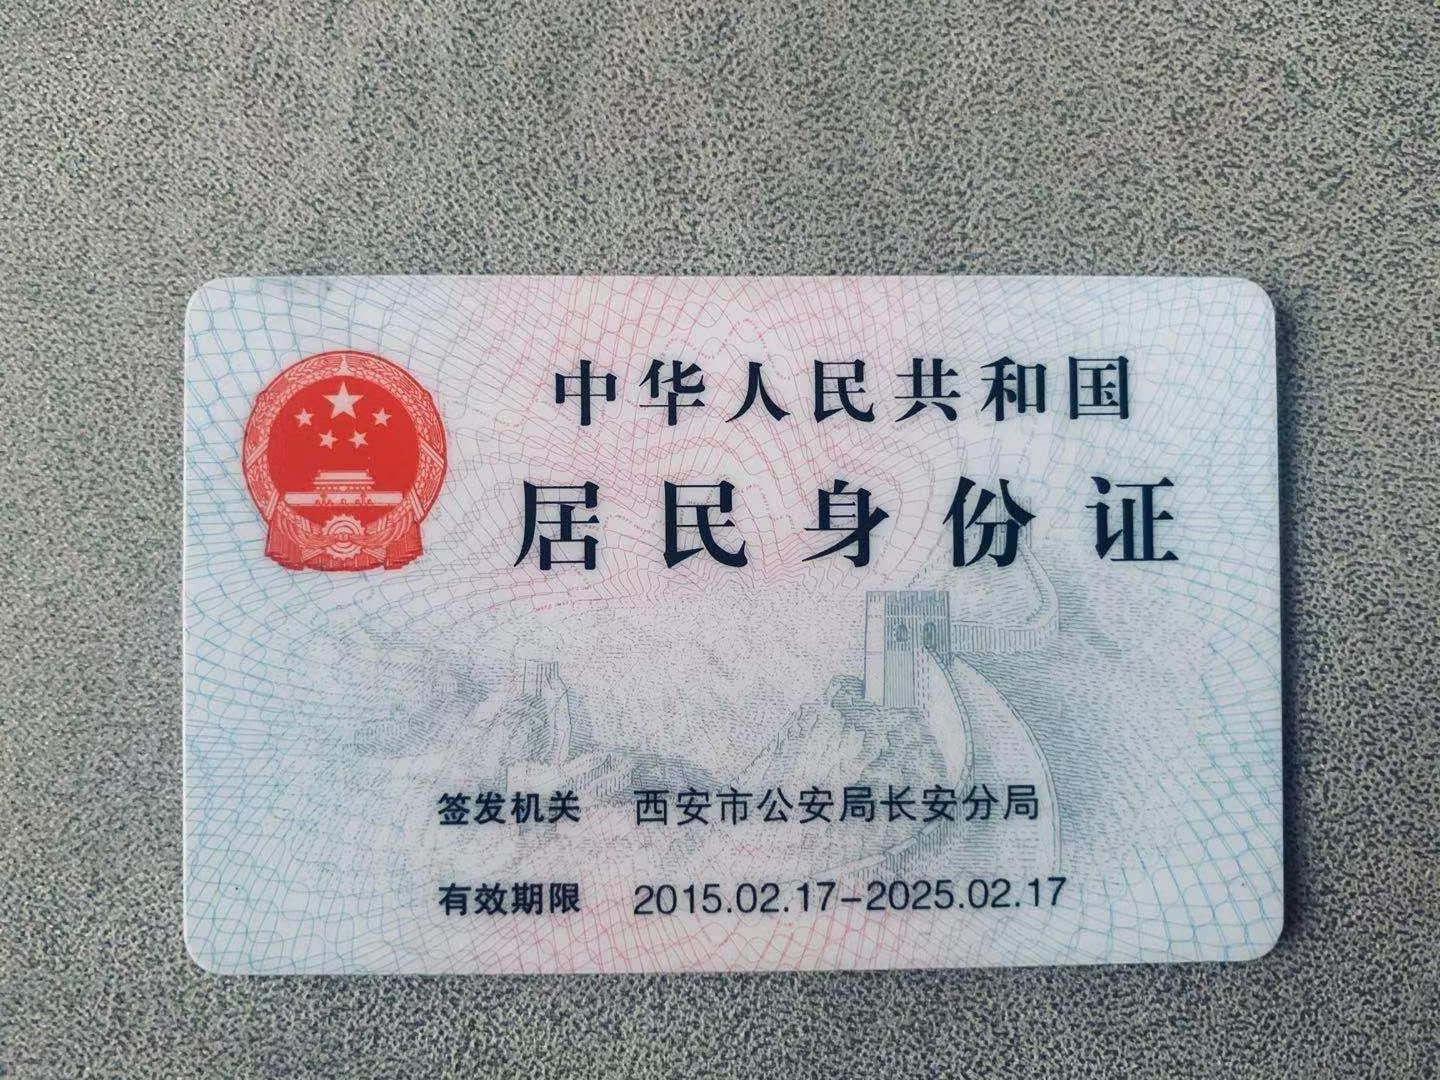 中华人民共和国
居民身份证
签发机关 西安市公安局长安分局
有效期限 2015.02.17-2025.02.17